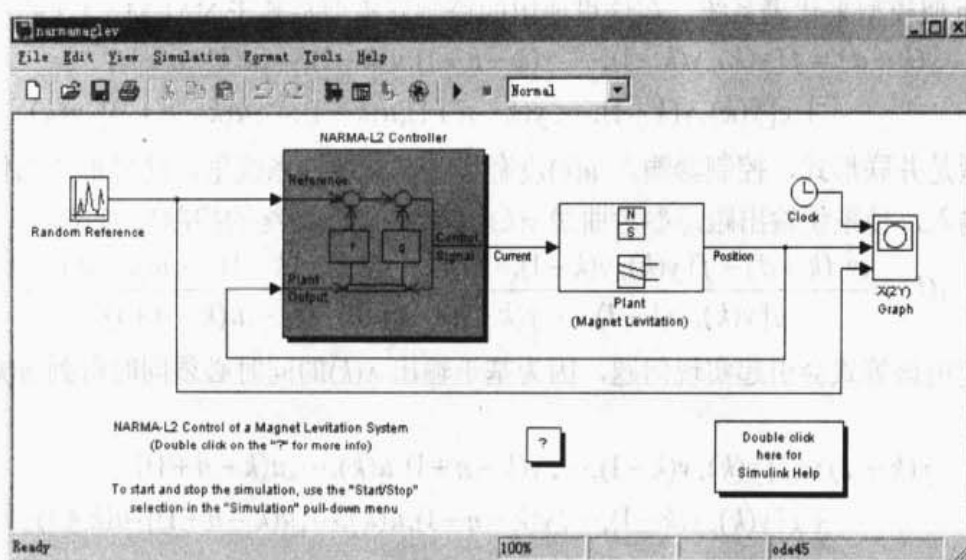 narmamaglev
File Edit View Simulation Format Tools Help
Normal
NARMA-L2 Controller
Reference
f
g
Control
Signal
Plant
Output
Random Reference
Current
N
S
Plant
(Magnet Levitation)
Position
Clock
X(2Y)
Graph
NARMA-L2 Control of a Magnet Levitation System
(Double click on the "?" for more info)
?
Double click
here for
Simulink Help
To start and stop the simulation, use the "Start/Stop"
selection in the "Simulation" pull-down menu
Ready
100%
ode45